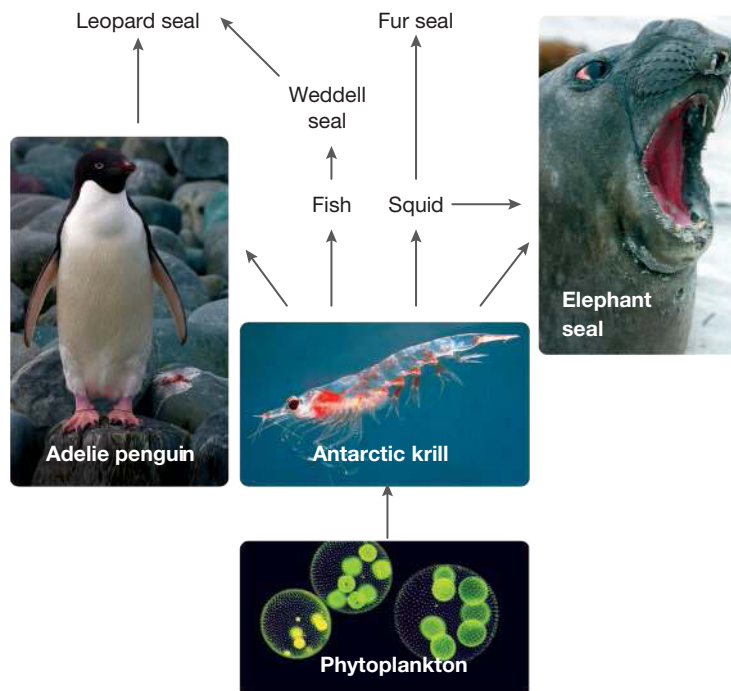 Leopard seal
Fur seal
Weddell
seal
Fish
Squid
Elephant
seal
Adelie penguin
Antarctic krill
Phytoplankton